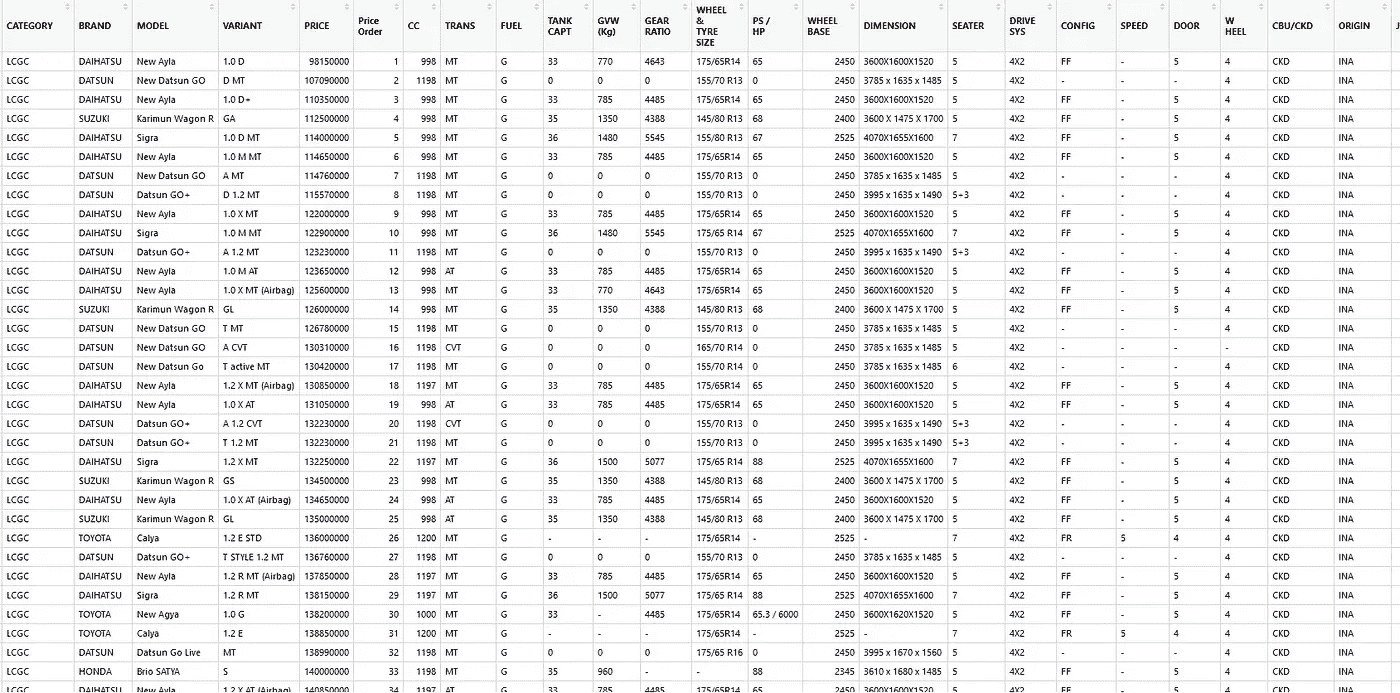 CATEGORY BRAND MODEL VARIANT PRICE Price Order CC TRANS FUEL TANK CAPT GVW (Kg) GEAR RATIO WHEEL & TYRE SIZE PS / HP WHEEL BASE DIMENSION SEATER DRIVE SYS CONFIG SPEED DOOR W HEEL CBU/CKD ORIGIN J
LCGC DAIHATSU New Ayla 1.0 D 98150000 1 998 MT G 33 770 4643 175/65R14 65 2450 3600X1600X1520 5 4X2 FF - 5 4 CKD INA
LCGC DATSUN New Datsun GO D MT 107090000 2 1198 MT G 0 0 0 155/70 R13 0 2450 3785 x 1635 x 1485 5 4X2 - - - 4 CKD INA
LCGC DAIHATSU New Ayla 1.0 D+ 110350000 3 998 MT G 33 785 4485 175/65R14 65 2450 3600X1600X1520 5 4X2 FF - 5 4 CKD INA
LCGC SUZUKI Karimun Wagon R GA 112500000 4 998 MT G 35 1350 4388 145/80 R13 68 2400 3600 X 1475 X 1700 5 4X2 FF - 5 4 CKD INA
LCGC DAIHATSU Sigra 1.0 D MT 114000000 5 998 MT G 36 1480 5545 155/80 R13 67 2525 4070X1655X1600 7 4X2 FF - 5 4 CKD INA
LCGC DAIHATSU New Ayla 1.0 M MT 114650000 6 998 MT G 33 785 4485 175/65R14 65 2450 3600X1600X1520 5 4X2 FF - 5 4 CKD INA
LCGC DATSUN New Datsun GO A MT 114760000 7 1198 MT G 0 0 0 155/70 R13 0 2450 3785 x 1635 x 1485 5 4X2 - - - 4 CKD INA
LCGC DATSUN Datsun GO+ D 1.2 MT 115570000 8 1198 MT G 0 0 0 155/70 R13 0 2450 3995 x 1635 x 1490 5+3 4X2 - - - 4 CKD INA
LCGC DAIHATSU New Ayla 1.0 X MT 122000000 9 998 MT G 33 785 4485 175/65R14 65 2450 3600X1600X1520 5 4X2 FF - 5 4 CKD INA
LCGC DAIHATSU Sigra 1.0 M MT 122900000 10 998 MT G 36 1480 5545 175/65 R14 67 2525 4070X1655X1600 7 4X2 FF - 5 4 CKD INA
LCGC DATSUN Datsun GO+ A 1.2 MT 123230000 11 1198 MT G 0 0 0 155/70 R13 0 2450 3995 x 1635 x 1490 5+3 4X2 - - - 4 CKD INA
LCGC DAIHATSU New Ayla 1.0 M AT 123650000 12 998 AT G 33 785 4485 175/65R14 65 2450 3600X1600X1520 5 4X2 FF - 5 4 CKD INA
LCGC DAIHATSU New Ayla 1.0 X MT (Airbag) 125600000 13 998 MT G 33 770 4643 175/65R14 65 2450 3600X1600X1520 5 4X2 FF - 5 4 CKD INA
LCGC SUZUKI Karimun Wagon R GL 126000000 14 998 MT G 35 1350 4388 145/80 R13 68 2400 3600 X 1475 X 1700 5 4X2 FF - 5 4 CKD INA
LCGC DATSUN New Datsun GO T MT 126780000 15 1198 MT G 0 0 0 155/70 R13 0 2450 3785 x 1635 x 1485 5 4X2 - - - 4 CKD INA
LCGC DATSUN New Datsun GO A CVT 130310000 16 1198 CVT G 0 0 0 165/70 R14 0 2450 3785 x 1635 x 1485 5 4X2 - - - - CKD INA
LCGC DATSUN New Datsun Go T active MT 130420000 17 1198 MT G 0 0 0 155/70 R14 0 2450 3785 x 1635 x 1485 6 4X2 - - - 4 CKD INA
LCGC DAIHATSU New Ayla 1.2 X MT (Airbag) 130850000 18 1197 MT G 33 785 4485 175/65R14 65 2450 3600X1600X1520 5 4X2 FF - 5 4 CKD INA
LCGC DAIHATSU New Ayla 1.0 X AT 131050000 19 998 AT G 33 785 4485 175/65R14 65 2450 3600X1600X1520 5 4X2 FF - 5 4 CKD INA
LCGC DATSUN Datsun GO+ A 1.2 CVT 132230000 20 1198 CVT G 0 0 0 155/70 R13 0 2450 3995 x 1635 x 1490 5+3 4X2 - - - 4 CKD INA
LCGC DATSUN Datsun GO+ T 1.2 MT 132230000 21 1198 MT G 0 0 0 155/70 R13 0 2450 3995 x 1635 x 1490 5+3 4X2 - - - 4 CKD INA
LCGC DAIHATSU Sigra 1.2 X MT 132250000 22 1197 MT G 36 1500 5077 175/65 R14 88 2525 4070X1655X1600 7 4X2 FF - 5 4 CKD INA
LCGC SUZUKI Karimun Wagon R GS 134500000 23 998 MT G 35 1350 4388 145/80 R13 68 2400 3600 X 1475 X 1700 5 4X2 FF - 5 4 CKD INA
LCGC DAIHATSU New Ayla 1.0 X AT (Airbag) 134650000 24 998 AT G 33 785 4485 175/65R14 65 2450 3600X1600X1520 5 4X2 FF - 5 4 CKD INA
LCGC SUZUKI Karimun Wagon R GL 135000000 25 998 AT G 35 1350 4388 145/80 R13 68 2400 3600 X 1475 X 1700 5 4X2 FF - 5 4 CKD INA
LCGC TOYOTA Calya 1.2 E STD 136000000 26 1200 MT G - - - 175/65R14 - 2525 - 7 4X2 FR 5 4 4 CKD INA
LCGC DATSUN Datsun GO+ T STYLE 1.2 MT 136760000 27 1198 MT G 0 0 0 155/70 R13 0 2450 3785 x 1635 x 1485 5 4X2 - - - 4 CKD INA
LCGC DAIHATSU New Ayla 1.2 R MT (Airbag) 137850000 28 1197 MT G 33 785 4485 175/65R14 65 2450 3600X1600X1520 5 4X2 FF - 5 4 CKD INA
LCGC DAIHATSU Sigra 1.2 R MT 138150000 29 1197 MT G 36 1500 5077 175/65 R14 88 2525 4070X1655X1600 7 4X2 FF - 5 4 CKD INA
LCGC TOYOTA New Agya 1.0 G 138200000 30 1000 MT G 33 - 4485 175/65R14 65.3 / 6000 2450 3600X1620X1520 5 4X2 FF - 5 4 CKD INA
LCGC TOYOTA Calya 1.2 E 138850000 31 1200 MT G - - - 175/65R14 - 2525 - 7 4X2 FR 5 4 4 CKD INA
LCGC DATSUN Datsun Go Live MT 138990000 32 1198 MT G 0 0 0 175/65 R16 0 2450 3995 x 1670 x 1560 5 4X2 - - - 4 CKD INA
LCGC HONDA Brio SATYA S 140000000 33 1198 MT G 35 960 - - 88 2345 3610 x 1680 x 1485 5 4X2 FF - 5 4 CKD INA
LCGC DAIHATSU New Ayla 1.2 X AT (Airbag) 140850000 34 1197 AT G 33 785 4485 175/65R14 65 2450 3600X1600X1520 5 4X2 FF - 5 4 CKD INA